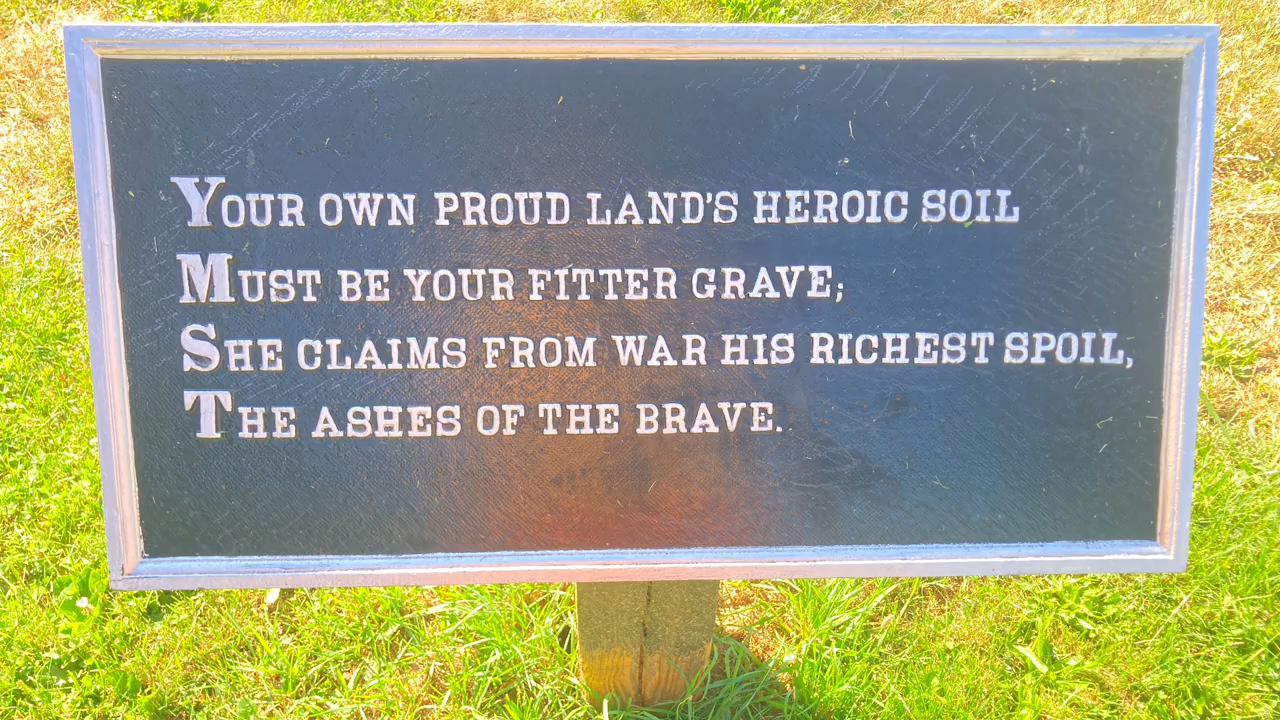 YOUR OWN PROUD LAND'S HEROIC SOIL
MUST BE YOUR FITTER GRAVE;
SHE CLAIMS FROM WAR HIS RICHEST SPOIL,
THE ASHES OF THE BRAVE.